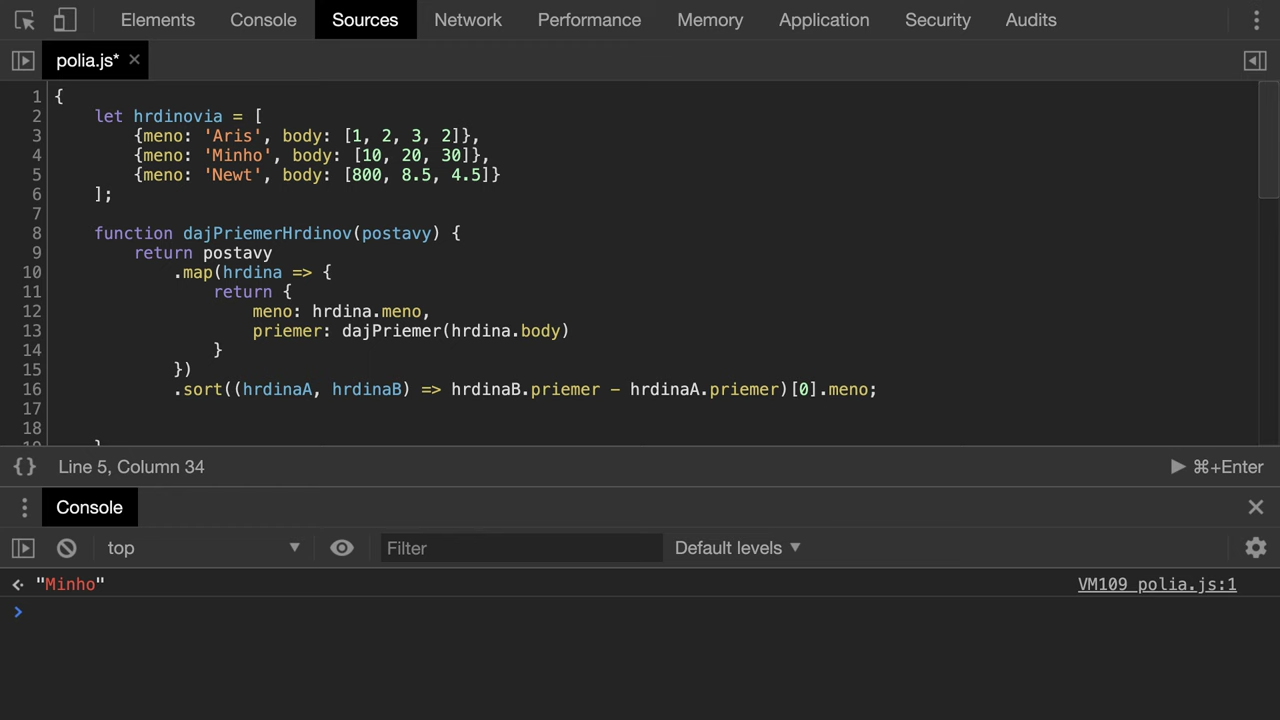 Elements Console Sources Network Performance Memory Application Security Audits
polia.js* ×
1 {
2 let hrdinovia = [
3 {meno: 'Aris', body: [1, 2, 3, 2]},
4 {meno: 'Minho', body: [10, 20, 30]},
5 {meno: 'Newt', body: [800, 8.5, 4.5]}
6 ];
7
8 function dajPriemerHrdinov(postavy) {
9 return postavy
10 .map(hrdina => {
11 return {
12 meno: hrdina.meno,
13 priemer: dajPriemer(hrdina.body)
14 }
15 })
16 .sort((hrdinaA, hrdinaB) => hrdinaB.priemer - hrdinaA.priemer)[0].meno;
17
18
19 }
{} Line 5, Column 34 ⌘+Enter
Console
top Filter Default levels
"Minho" VM109 polia.js:1